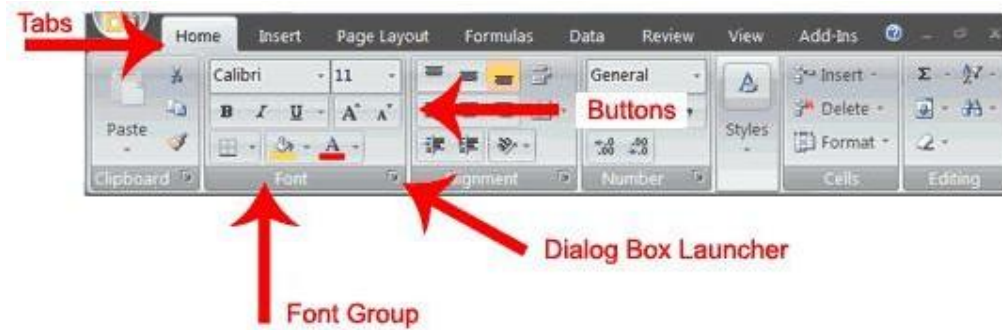 Tabs
Home Insert Page Layout Formulas Data Review View Add-Ins
Calibri 11 General Insert
B I U A A Buttons Delete
Paste Styles Format
A
Clipboard Font Alignment Number Cells Editing
Dialog Box Launcher
Font Group